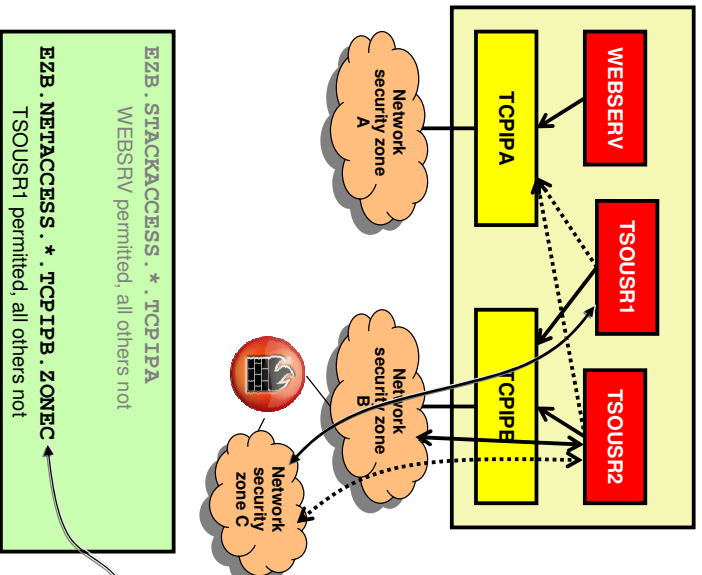 WEBSERV
TSOUSR1
TSOUSR2
TCPIPA
TCPIPB
Network
security zone
A
Network
security zone
B
Network
security
zone C
EZB.STACKACCESS.*.TCPIPA
WEBSRV permitted, all others not
EZB.NETACCESS.*.TCPIPB.ZONEC
TSOUSR1 permitted, all others not